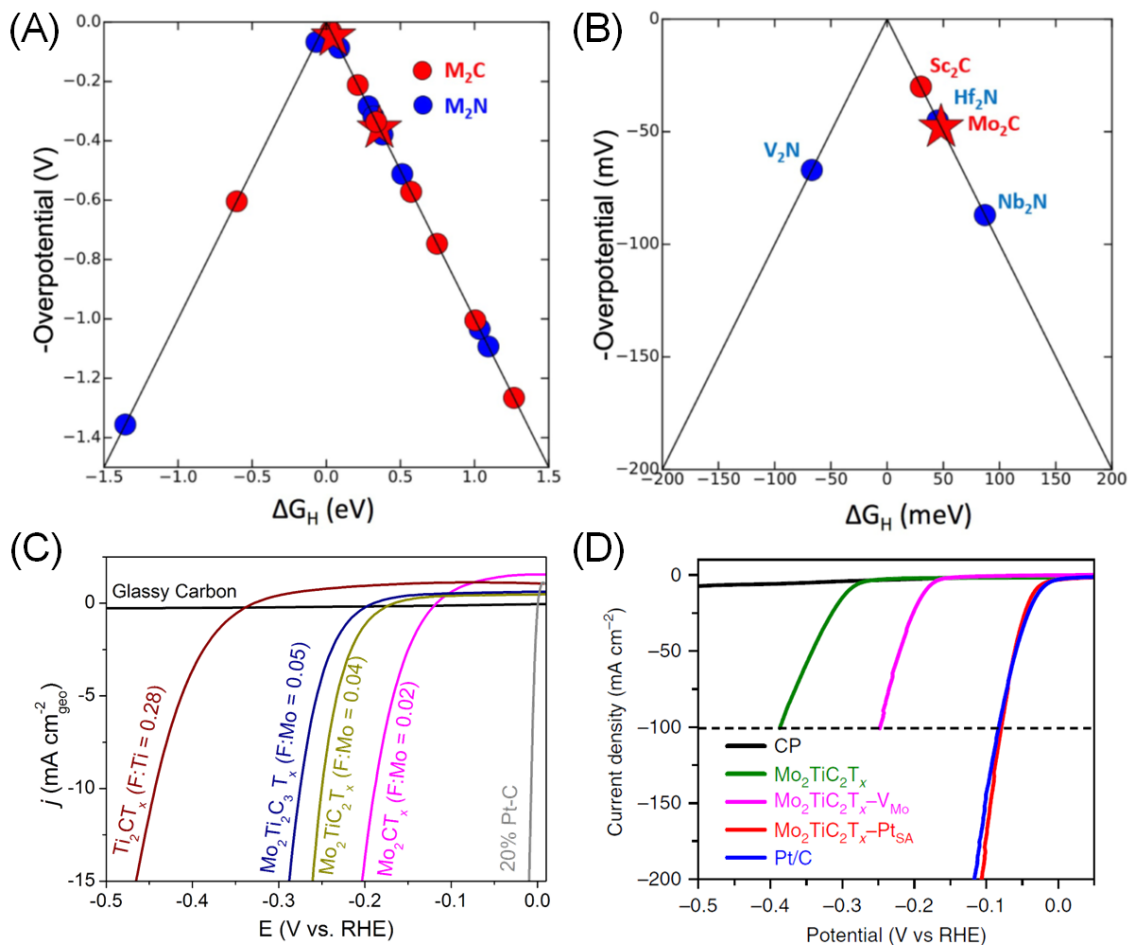 (A)
-Overpotential (V)
0.0
−0.2
−0.4
−0.6
−0.8
−1.0
−1.2
−1.4
M₂C
M₂N
−1.5 −1.0 −0.5 0.0 0.5 1.0 1.5
ΔG_H (eV)
(B)
-Overpotential (mV)
0
−50
−100
−150
−200
Sc₂C
Hf₂N
Mo₂C
V₂N
Nb₂N
−200 −150 −100 −50 0 50 100 150 200
ΔG_H (meV)
(C)
j (mA cm⁻²geo)
0
-5
-10
-15
Glassy Carbon
Ti₂CTₓ (F:Ti = 0.28)
Mo₂Ti₂C₃Tₓ (F:Mo = 0.05)
Mo₂TiC₂Tₓ (F:Mo = 0.04)
Mo₂CTₓ (F:Mo = 0.02)
20% Pt-C
-0.5 -0.4 -0.3 -0.2 -0.1 0.0
E (V vs. RHE)
(D)
Current density (mA cm⁻²)
0
−50
−100
−150
−200
CP
Mo₂TiC₂Tₓ
Mo₂TiC₂Tₓ–V_Mo
Mo₂TiC₂Tₓ–Pt_SA
Pt/C
−0.5 −0.4 −0.3 −0.2 −0.1 0.0
Potential (V vs RHE)